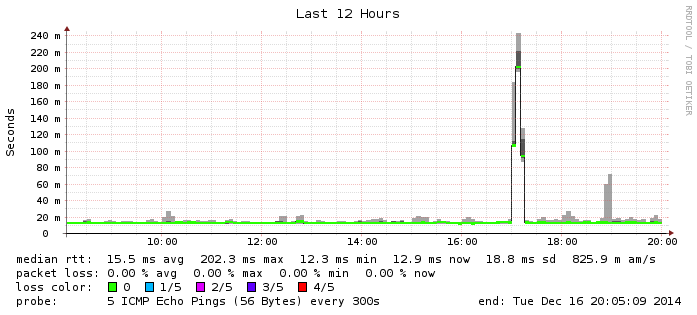 Last 12 Hours
RRDTOOL / TOBI OETIKER
Seconds
240 m
220 m
200 m
180 m
160 m
140 m
120 m
100 m
80 m
60 m
40 m
20 m
0
10:00 12:00 14:00 16:00 18:00 20:00
median rtt: 15.5 ms avg 202.3 ms max 12.3 ms min 12.9 ms now 18.8 ms sd 825.9 m am/s
packet loss: 0.00 % avg 0.00 % max 0.00 % min 0.00 % now
loss color: 0 1/5 2/5 3/5 4/5
probe: 5 ICMP Echo Pings (56 Bytes) every 300s end: Tue Dec 16 20:05:09 2014